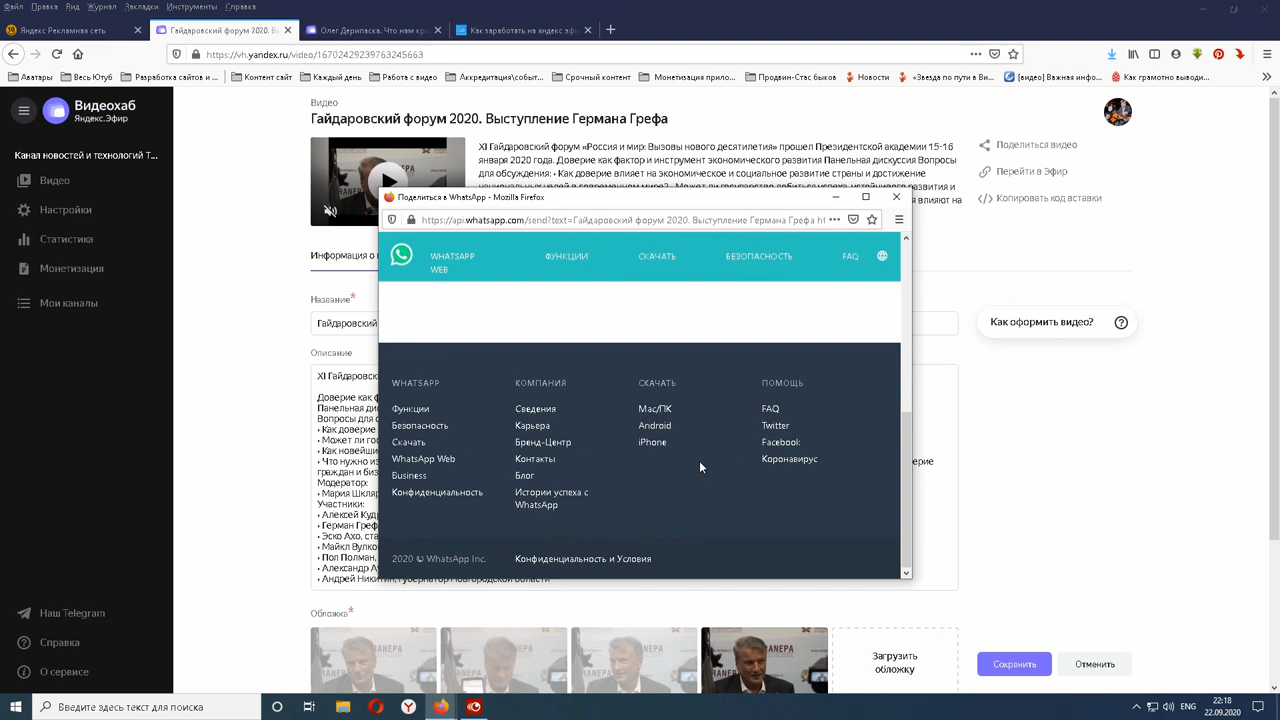 Файл Правка Вид Журнал Закладки Инструменты Справка
Яндекс Рекламная сеть
Гайдаровский форум 2020. В
Олег Дерипаска. Что нам кр
Как заработать на яндекс эфи
https://vh.yandex.ru/video/16702429239763245663
Аватары
Весь Ютуб
Разработка сайтов и ...
Контент сайт
Каждый день
Работа с видео
Аккредитация\событ...
Срочный контент
Монетизация прило...
Продвин-Стас быков
Новости
«Звезда по пути в Ви...
[видео] Важная инфо...
Как грамотно выводи...
Видеохаб
Яндекс.Эфир
Канал новостей и технологий Т...
Видео
Настройки
Статистика
Монетизация
Мои каналы
Наш Telegram
Справка
О сервисе
Видео
Гайдаровский форум 2020. Выступление Германа Грефа
XI Гайдаровский форум «Россия и мир: Вызовы нового десятилетия» прошел Президентской академии 15-16
января 2020 года. Доверие как фактор и инструмент экономического развития Панельная дискуссия Вопросы
для обсуждения: • Как доверие влияет на экономическое и социальное развитие страны и достижение
влияют на
Поделиться видео
Перейти в Эфир
Копировать код вставки
Поделиться в WhatsApp - Mozilla Firefox
https://api.whatsapp.com/send?text=Гайдаровский форум 2020. Выступление Германа Грефа ht
WHATSAPP
WEB
ФУНКЦИИ
СКАЧАТЬ
БЕЗОПАСНОСТЬ
FAQ
WHATSAPP
Функции
Безопасность
Скачать
WhatsApp Web
Business
Конфиденциальность
КОМПАНИЯ
Сведения
Карьера
Бренд-Центр
Контакты
Блог
Истории успеха с
WhatsApp
СКАЧАТЬ
Mac/ПК
Android
iPhone
ПОМОЩЬ
FAQ
Twitter
Facebook
Коронавирус
2020 © WhatsApp Inc.
Конфиденциальность и Условия
Информация о
Название*
Гайдаровский
Описание
XI Гайдаровск
Доверие как ф
Панельная дис
Вопросы для о
• Как доверие
• Может ли гос
• Как новейши
• Что нужно из
ерие
граждан и биз
Модератор:
• Мария Шкляр
Участники:
• Алексей Кудр
• Герман Греф
• Эско Ахо, ста
• Майкл Вулко
• Пол Полман,
• Александр Ау
• Андрей Никитин, губернатор Новгородской области
Как оформить видео?
Обложка*
Загрузить
обложку
Сохранить
Отменить
Введите здесь текст для поиска
ENG
22:18
22.09.2020